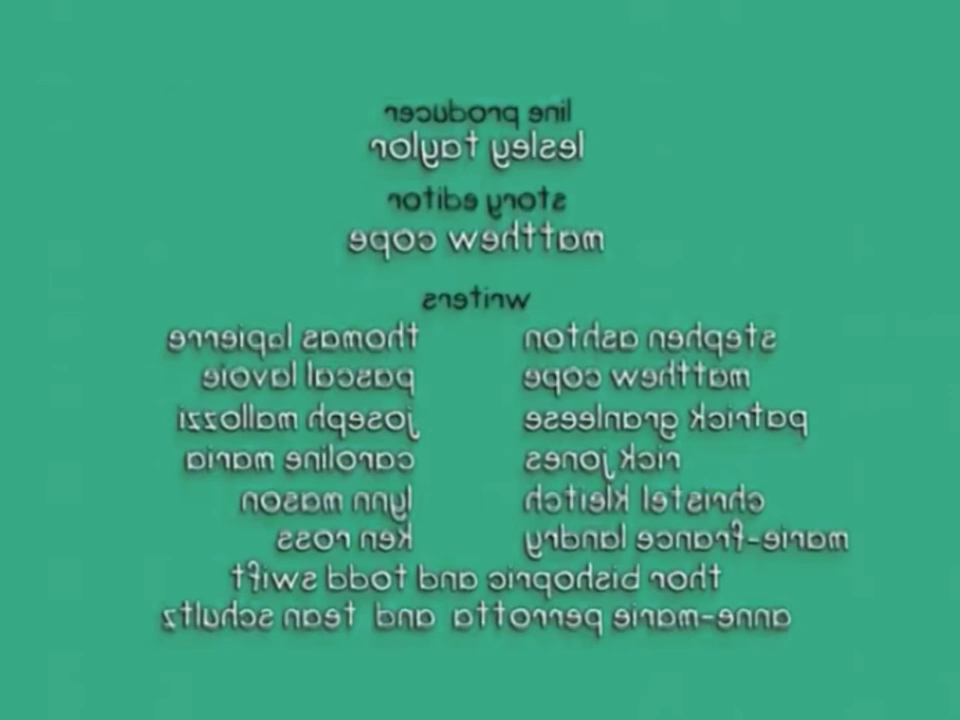 line producer
lesley taylor
story editor
matthew cope
writers
stephen ashton thomas lapierre
matthew cope pascal lavoie
patrick granleese joseph mallozzi
rick jones caroline maria
christel kleitch lynn mason
marie-france landry ken ross
thor bishopric and todd swift
anne-marie perrotta and tean schultz